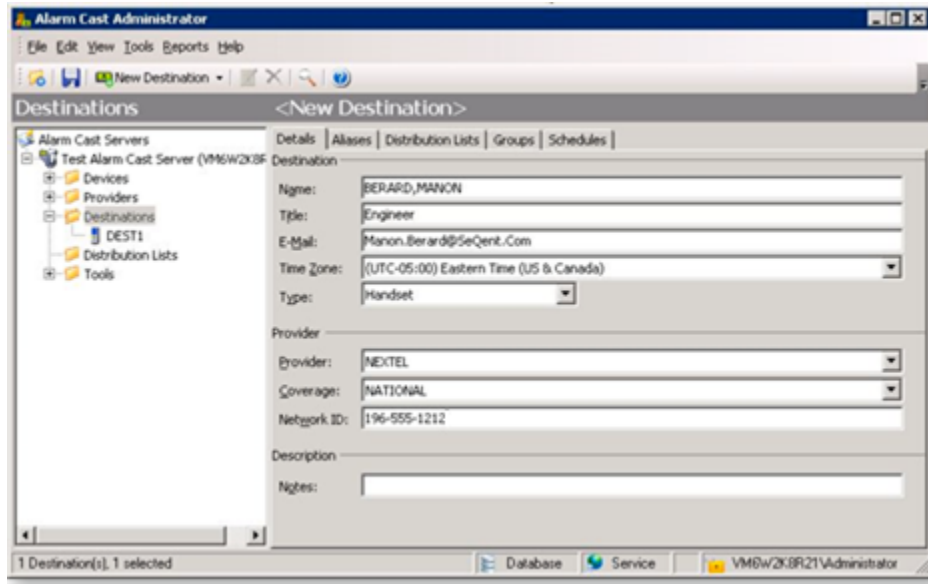 Alarm Cast Administrator
File Edit View Tools Reports Help
New Destination
Destinations
<New Destination>
Alarm Cast Servers
Test Alarm Cast Server (VM6W2K8R
Devices
Providers
Destinations
DEST1
Distribution Lists
Tools
Details Aliases Distribution Lists Groups Schedules
Destination
Name: BERARD,MANON
Title: Engineer
E-Mail: Manon.Berard@SeQent.Com
Time Zone: (UTC-05:00) Eastern Time (US & Canada)
Type: Handset
Provider
Provider: NEXTEL
Coverage: NATIONAL
Network ID: 196-555-1212
Description
Notes:
1 Destination(s), 1 selected
Database
Service
VM6W2K8R21\Administrator